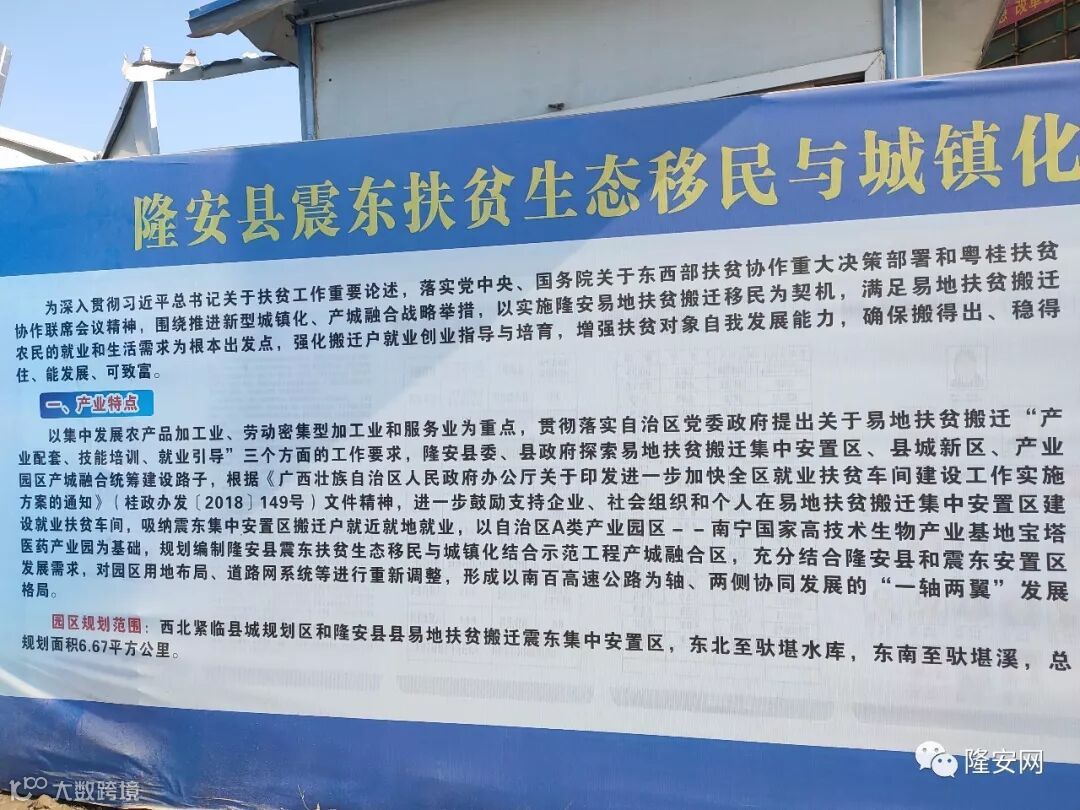 改革
隆安县震东扶贫生态移民与城镇化
为深入贯彻习近平总书记关于扶贫工作重要论述，落实党中央、国务院关于东西部扶贫协作重大决策部署和粤桂扶贫
协作联席会议精神，围绕推进新型城镇化、产城融合战略举措，以实施隆安易地扶贫搬迁移民为契机，满足易地扶贫搬迁
农民的就业和生活需求为根本出发点，强化搬迁户就业创业指导与培育，增强扶贫对象自我发展能力，确保搬得出、稳得
住、能发展、可致富。
一、产业特点
以集中发展农产品加工业、劳动密集型加工业和服务业为重点，贯彻落实自治区党委政府提出关于易地扶贫搬迁“产
业配套、技能培训、就业引导”三个方面的工作要求，隆安县委、县政府探索易地扶贫搬迁集中安置区、县城新区、产业
园区产城融合统筹建设路子，根据《广西壮族自治区人民政府办公厅关于印发进一步加快全区就业扶贫车间建设工作实施
方案的通知》（桂政办发〔2018〕149号）文件精神，进一步鼓励支持企业、社会组织和个人在易地扶贫搬迁集中安置区建
设就业扶贫车间，吸纳震东集中安置区搬迁户就近就地就业，以自治区A类产业园区——南宁国家高技术生物产业基地宝塔
医药产业园为基础，规划编制隆安县震东扶贫生态移民与城镇化结合示范工程产城融合区，充分结合隆安县和震东安置区
发展需求，对园区用地布局、道路网系统等进行重新调整，形成以南百高速公路为轴、两侧协同发展的“一轴两翼”发展
格局。
园区规划范围：西北紧临县城规划区和隆安县县易地扶贫搬迁震东集中安置区，东北至驮堪水库，东南至驮堪溪，总
规划面积6.67平方公里。
隆安网
大数跨境